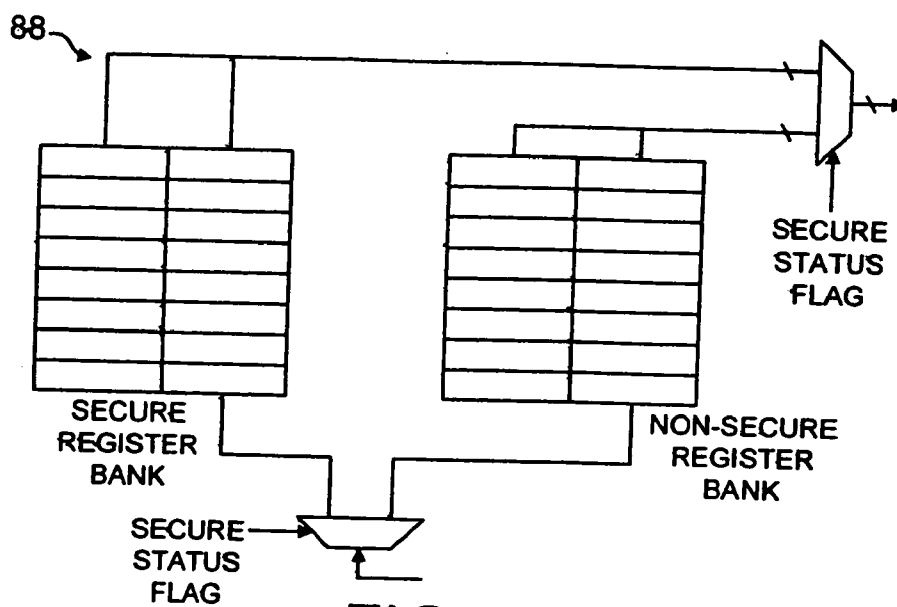 88
SECURE
STATUS
FLAG
SECURE
REGISTER
BANK
NON-SECURE
REGISTER
BANK
SECURE
STATUS
FLAG